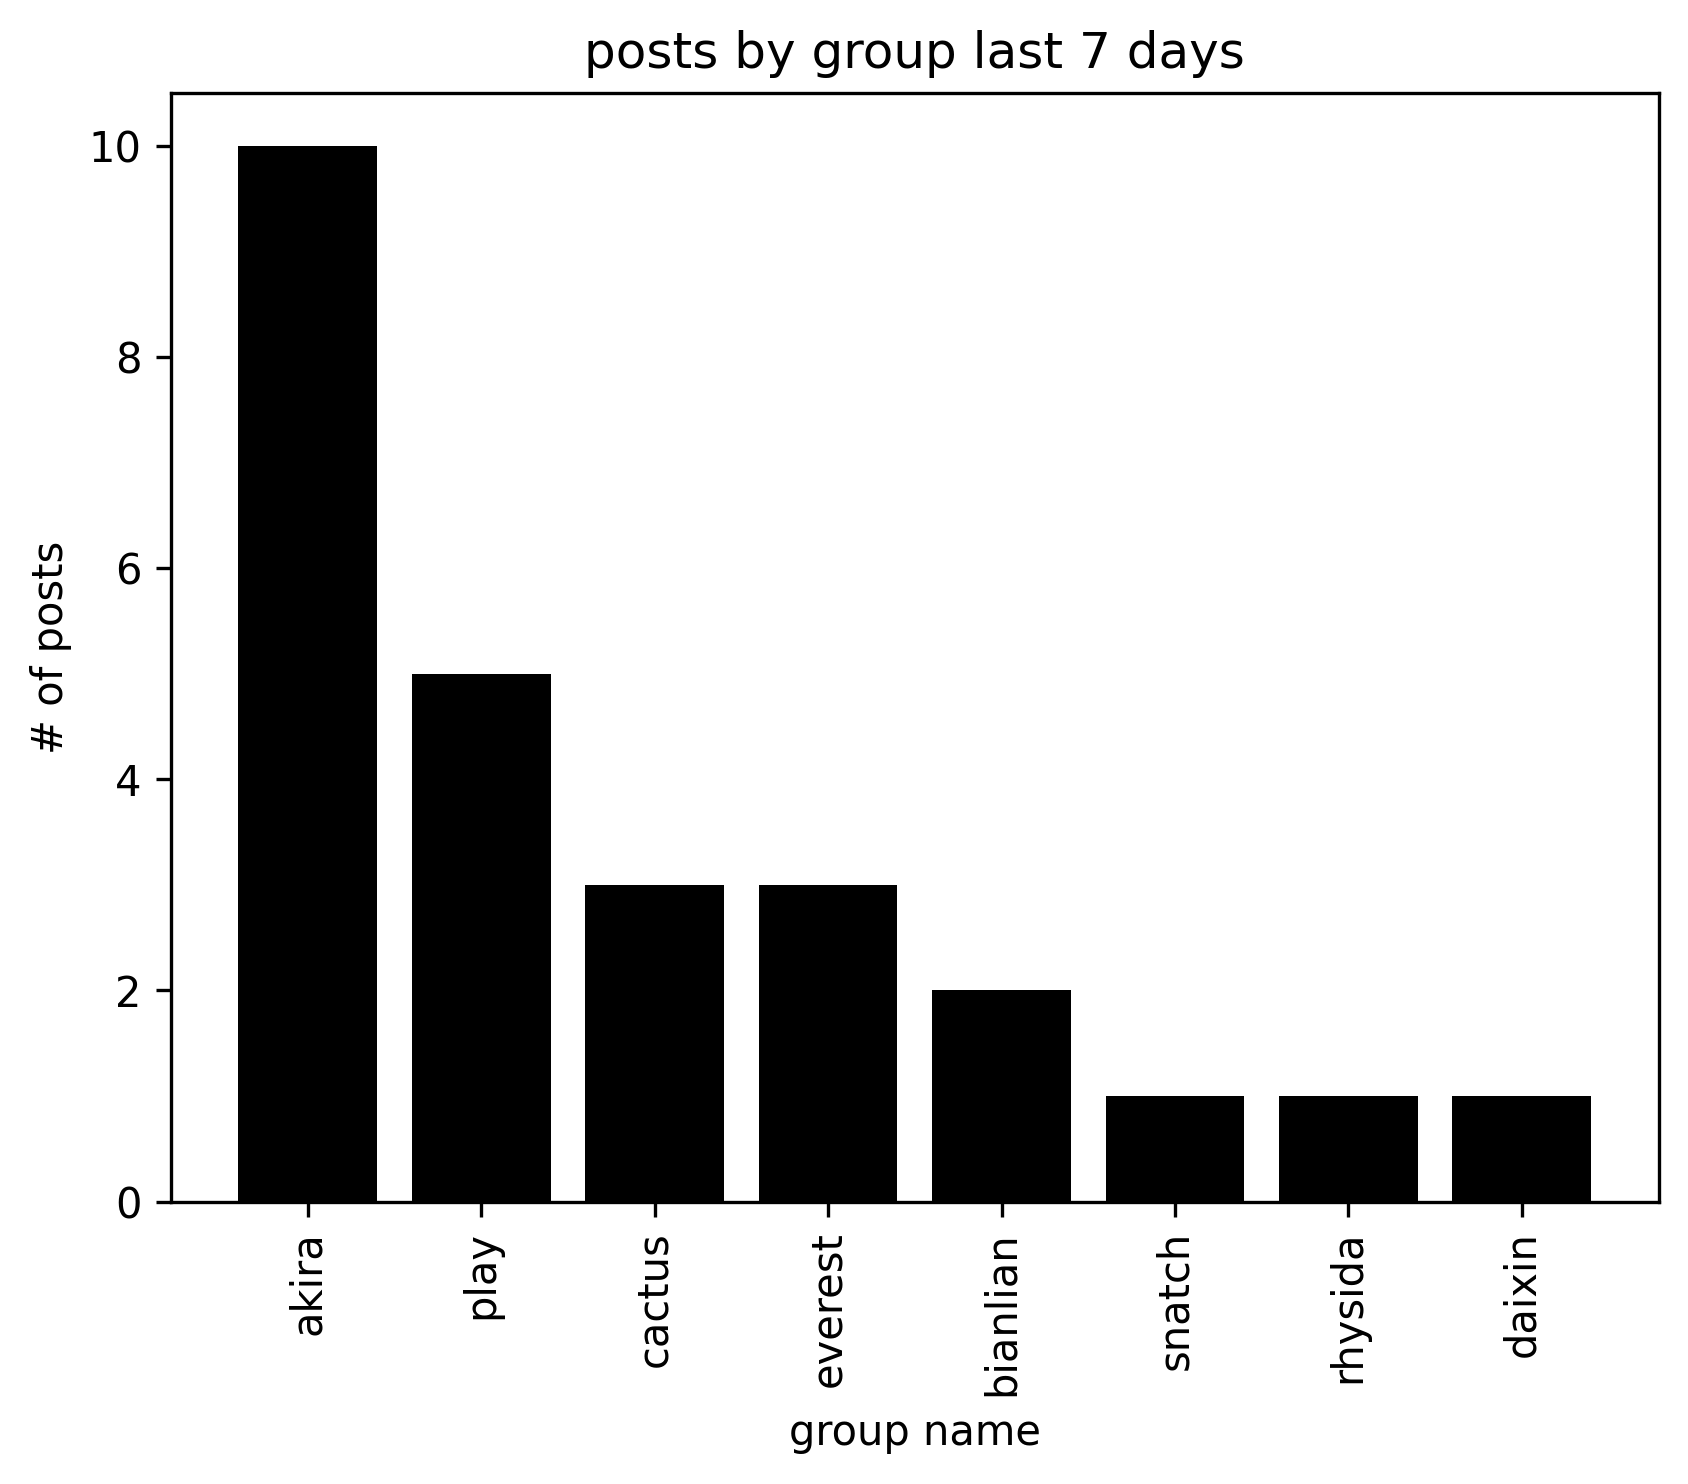 posts by group last 7 days
# of posts
10
8
6
4
2
0
akira
play
cactus
everest
bianlian
snatch
rhysida
daixin
group name